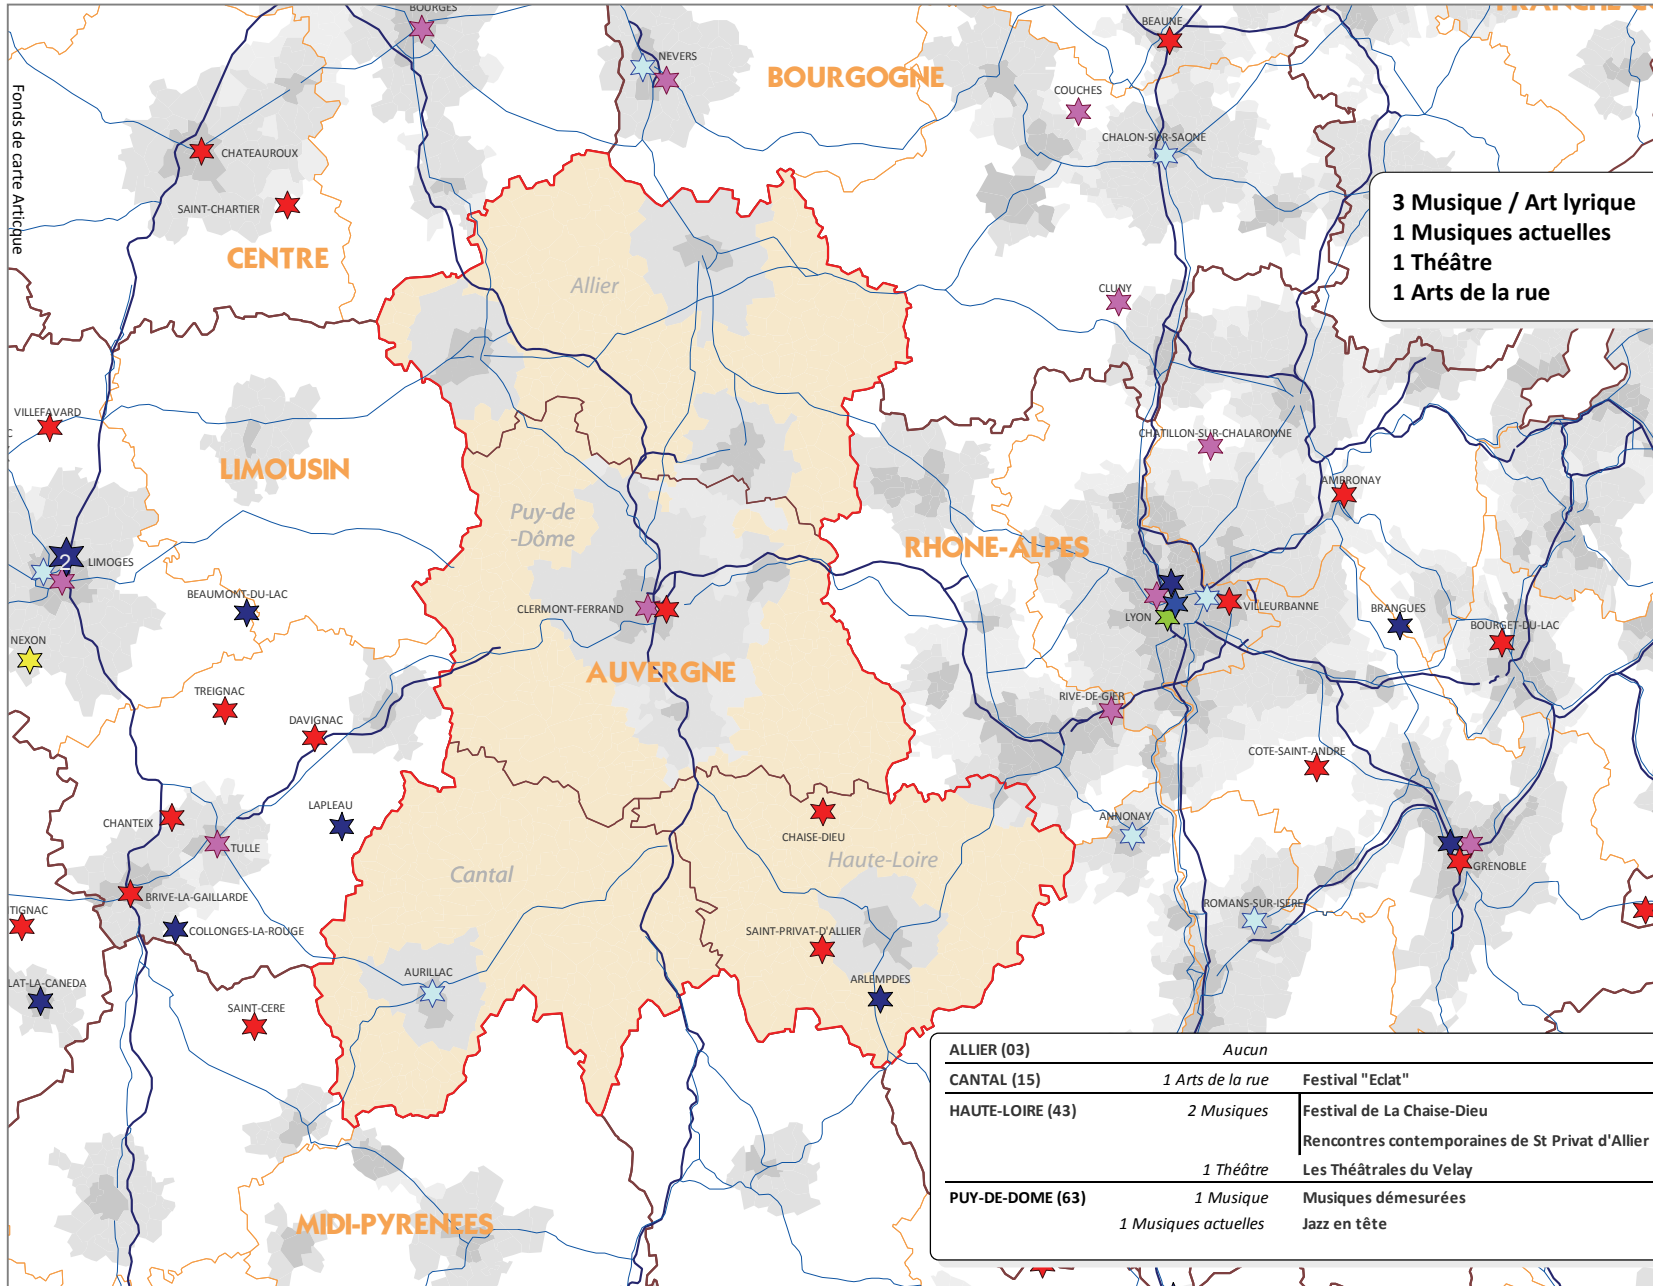 BOURGES
BEAUNE
NEVERS
BOURGOGNE
COUCHES
Fonds de carte Articque
CHATEAUROUX
CHALON-SUR-SAONE
SAINT-CHARTIER
3 Musique / Art lyrique
1 Musiques actuelles
1 Théâtre
1 Arts de la rue
CENTRE
Allier
CLUNY
VILLEFAVARD
CHATILLON-SUR-CHALARONNE
LIMOUSIN
AMBRONAY
Puy-de
-Dôme
RHONE-ALPES
2
LIMOGES
BEAUMONT-DU-LAC
CLERMONT-FERRAND
VILLEURBANNE
BRANGUES
LYON
BOURGET-DU-LAC
NEXON
AUVERGNE
TREIGNAC
RIVE-DE-GIER
DAVIGNAC
COTE-SAINT-ANDRE
LAPLEAU
CHANTEIX
ANNONAY
CHAISE-DIEU
TULLE
Haute-Loire
GRENOBLE
Cantal
BRIVE-LA-GAILLARDE
ROMANS-SUR-ISERE
TIGNAC
COLLONGES-LA-ROUGE
SAINT-PRIVAT-D'ALLIER
AURILLAC
ARLEMPDES
LAT-LA-CANEDA
SAINT-CERE
ALLIER (03) Aucun
CANTAL (15) 1 Arts de la rue Festival "Eclat"
HAUTE-LOIRE (43) 2 Musiques Festival de La Chaise-Dieu
Rencontres contemporaines de St Privat d'Allier
1 Théâtre Les Théâtrales du Velay
PUY-DE-DOME (63) 1 Musique Musiques démesurées
1 Musiques actuelles Jazz en tête
MIDI-PYRENEES